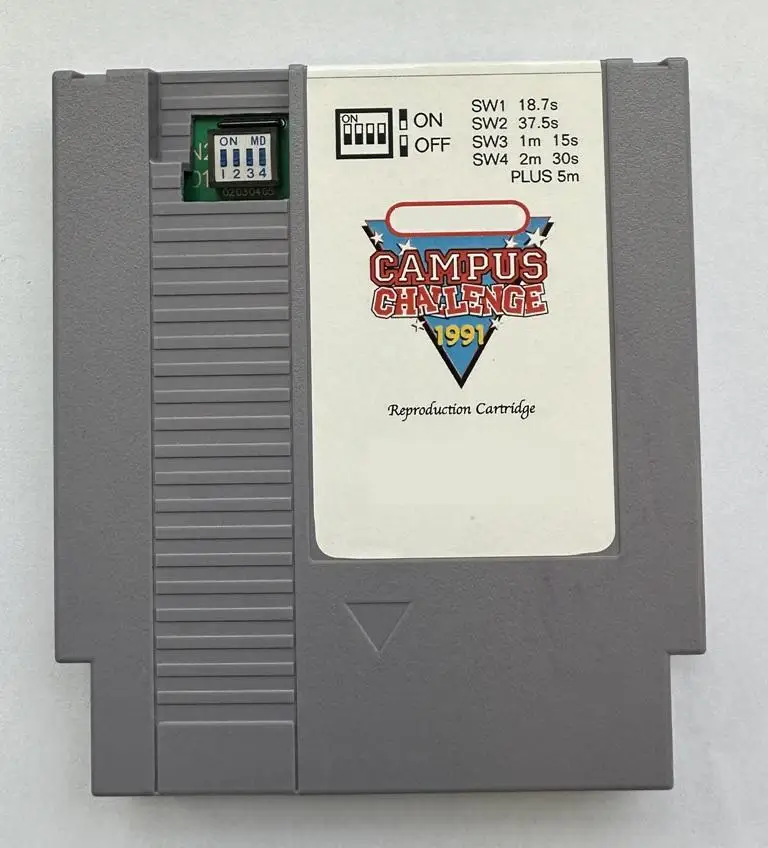 ON
ON
OFF
SW1 18.7s
SW2 37.5s
SW3 1m 15s
SW4 2m 30s
PLUS 5m
ON MD
1 2 3 4
02030405
CAMPUS
CHALLENGE
1991
Reproduction Cartridge